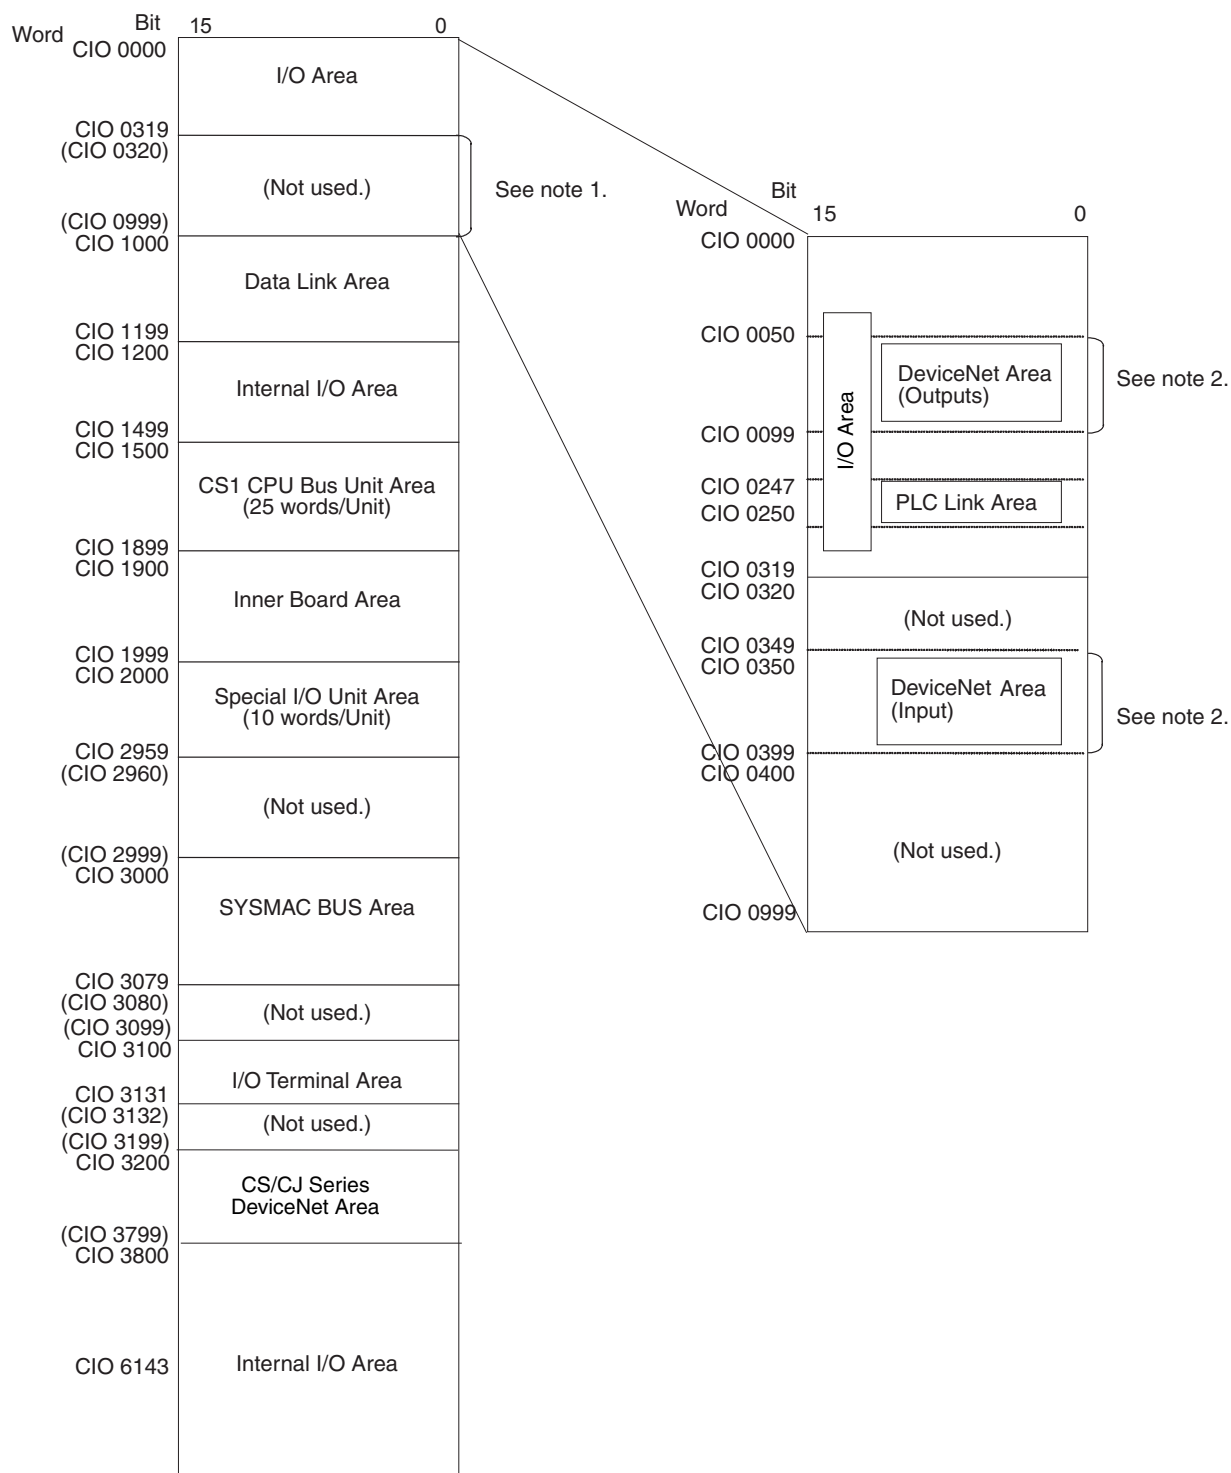 Bit
15
0
Word
CIO 0000
I/O Area
CIO 0319
(CIO 0320)
(Not used.)
See note 1.
(CIO 0999)
CIO 1000
Data Link Area
CIO 1199
CIO 1200
Internal I/O Area
CIO 1499
CIO 1500
CS1 CPU Bus Unit Area
(25 words/Unit)
CIO 1899
CIO 1900
Inner Board Area
CIO 1999
CIO 2000
Special I/O Unit Area
(10 words/Unit)
CIO 2959
(CIO 2960)
(Not used.)
(CIO 2999)
CIO 3000
SYSMAC BUS Area
CIO 3079
(CIO 3080)
(Not used.)
(CIO 3099)
CIO 3100
I/O Terminal Area
CIO 3131
(CIO 3132)
(Not used.)
(CIO 3199)
CIO 3200
CS/CJ Series
DeviceNet Area
(CIO 3799)
CIO 3800
Internal I/O Area
CIO 6143
Bit
Word
15
0
CIO 0000
CIO 0050
I/O Area
DeviceNet Area
(Outputs)
See note 2.
CIO 0099
CIO 0247
PLC Link Area
CIO 0250
CIO 0319
CIO 0320
(Not used.)
CIO 0349
CIO 0350
DeviceNet Area
(Input)
See note 2.
CIO 0399
CIO 0400
(Not used.)
CIO 0999